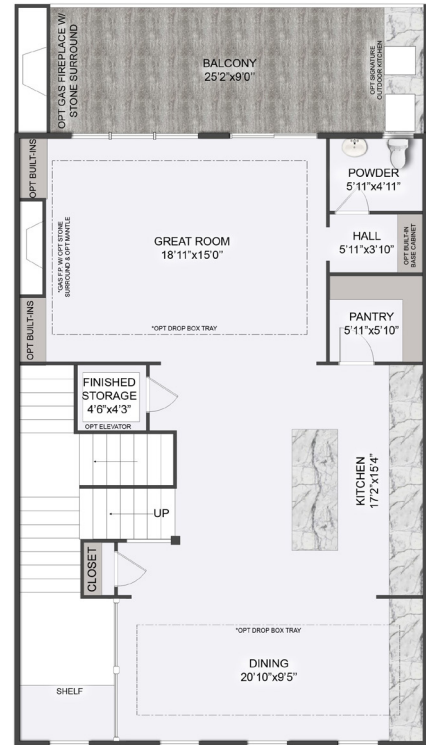 OPT GAS FIREPLACE W/
STONE SURROUND
BALCONY
25'2"x9'0"
OPT SIGNATURE
OUTDOOR KITCHEN
OPT BUILT-INS
POWDER
5'11"x4'11"
GREAT ROOM
18'11"x15'0"
*GAS F.P. W/ OPT STONE
SURROUND & OPT MANTLE
HALL
5'11"x3'10"
OPT BUILT-IN
BASE CABINET
OPT BUILT-INS
*OPT DROP BOX TRAY
PANTRY
5'11"x5'10"
FINISHED
STORAGE
4'6"x4'3"
OPT ELEVATOR
KITCHEN
17'2"x15'4"
UP
CLOSET
*OPT DROP BOX TRAY
DINING
20'10"x9'5"
SHELF